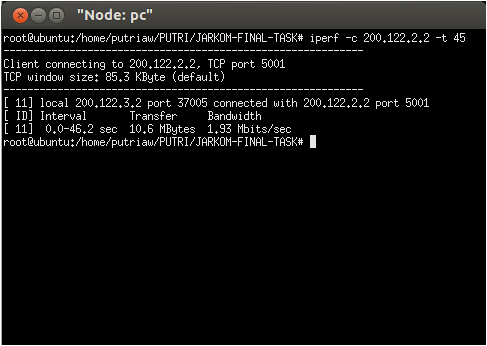 "Node: pc"
root@ubuntu:/home/putriaw/PUTRI/JARKOM-FINAL-TASK# iperf -c 200.122.2.2 -t 45
------------------------------------------------------------
Client connecting to 200.122.2.2, TCP port 5001
TCP window size: 85.3 KByte (default)
------------------------------------------------------------
[ 11] local 200.122.3.2 port 37005 connected with 200.122.2.2 port 5001
[ ID] Interval       Transfer     Bandwidth
[ 11]  0.0-46.2 sec  10.6 MBytes  1.93 Mbits/sec
root@ubuntu:/home/putriaw/PUTRI/JARKOM-FINAL-TASK#